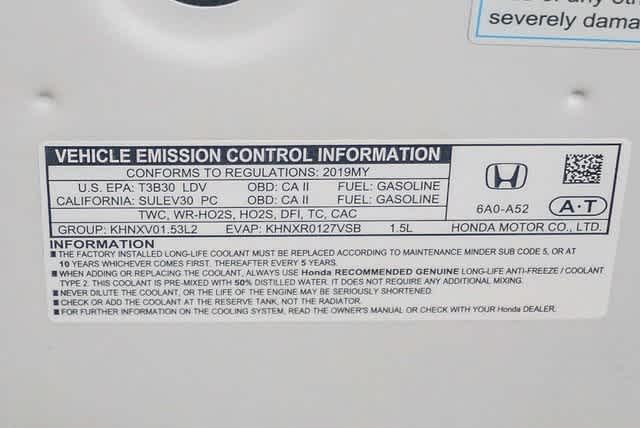 severely dama
VEHICLE EMISSION CONTROL INFORMATION
CONFORMS TO REGULATIONS: 2019MY
U.S. EPA: T3B30 LDV OBD: CA II FUEL: GASOLINE
CALIFORNIA: SULEV30 PC OBD: CA II FUEL: GASOLINE
6A0-A52 A·T
TWC, WR-HO2S, HO2S, DFI, TC, CAC
GROUP: KHNXV01.53L2 EVAP: KHNXR0127VSB 1.5L HONDA MOTOR CO., LTD.
INFORMATION
■ THE FACTORY INSTALLED LONG-LIFE COOLANT MUST BE REPLACED ACCORDING TO MAINTENANCE MINDER SUB CODE 5, OR AT
10 YEARS WHICHEVER COMES FIRST. THEREAFTER EVERY 5 YEARS.
■ WHEN ADDING OR REPLACING THE COOLANT, ALWAYS USE Honda RECOMMENDED GENUINE LONG-LIFE ANTI-FREEZE / COOLANT
TYPE 2. THIS COOLANT IS PRE-MIXED WITH 50% DISTILLED WATER. IT DOES NOT REQUIRE ANY ADDITIONAL MIXING.
■ NEVER DILUTE THE COOLANT, OR THE LIFE OF THE ENGINE MAY BE SERIOUSLY SHORTENED.
■ CHECK OR ADD THE COOLANT AT THE RESERVE TANK, NOT THE RADIATOR.
■ FOR FURTHER INFORMATION ON THE COOLING SYSTEM, READ THE OWNER'S MANUAL OR CHECK WITH YOUR Honda DEALER.